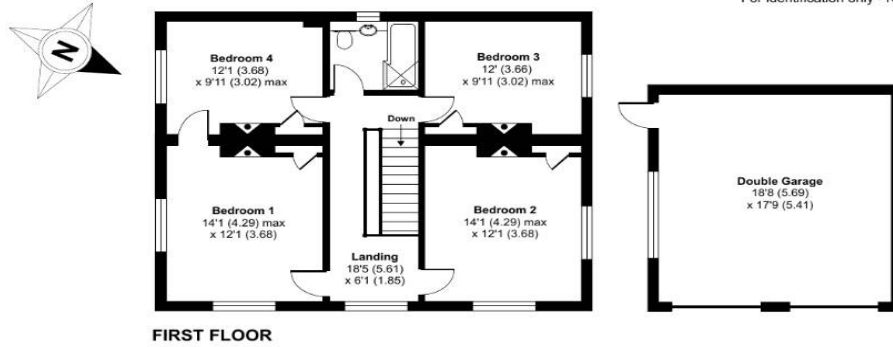 For identification only - N
N
Bedroom 4
12'1 (3.68)
x 9'11 (3.02) max
Bedroom 3
12' (3.66)
x 9'11 (3.02) max
Down
Bedroom 1
14'1 (4.29) max
x 12'1 (3.68)
Bedroom 2
14'1 (4.29) max
x 12'1 (3.68)
Landing
18'5 (5.61)
x 6'1 (1.85)
Double Garage
18'8 (5.69)
x 17'9 (5.41)
FIRST FLOOR